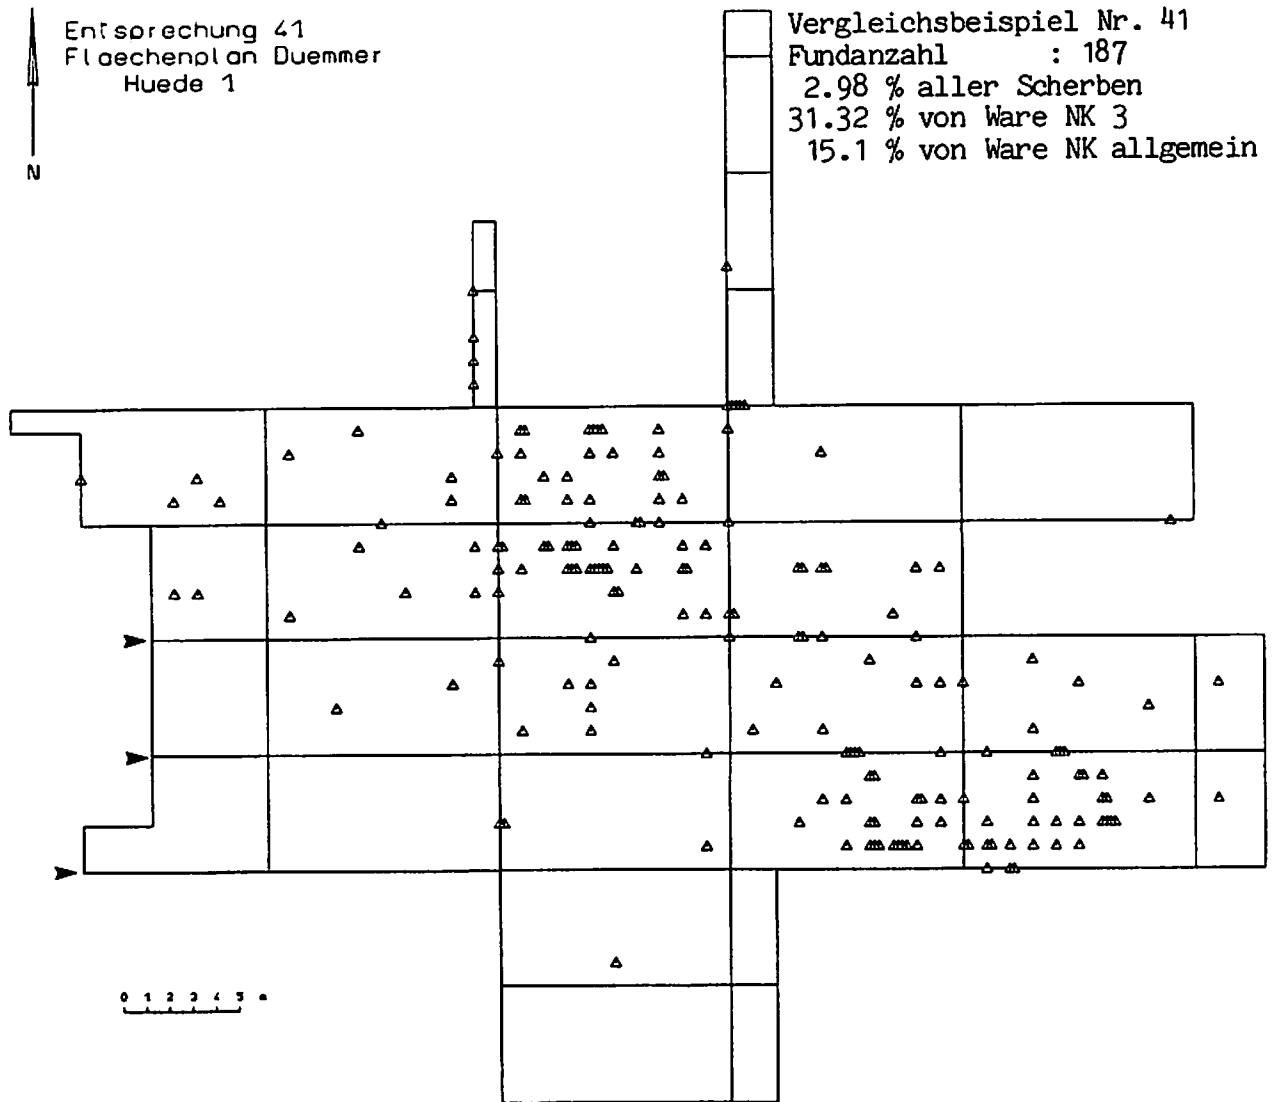 Entsprechung 41
Flaechenplan Duemmer
Huede 1
N
Vergleichsbeispiel Nr. 41
Fundanzahl : 187
2.98 % aller Scherben
31.32 % von Ware NK 3
15.1 % von Ware NK allgemein
0 1 2 3 4 5 m